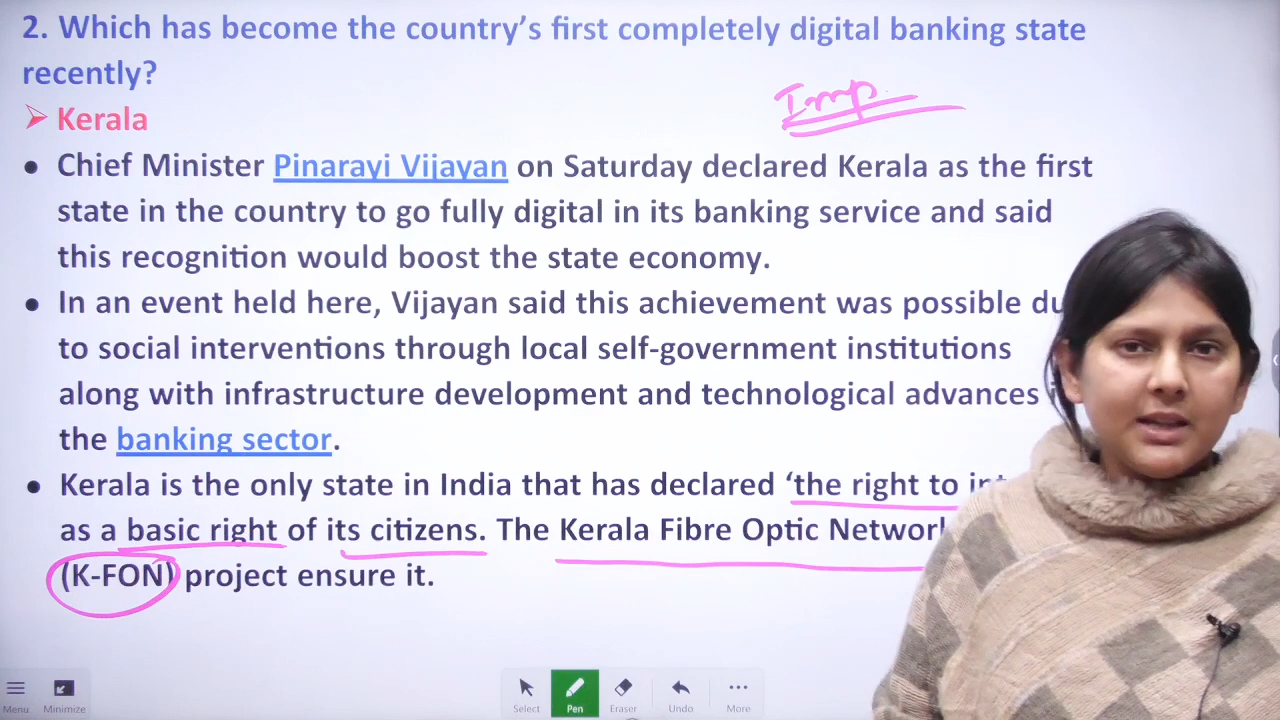 2. Which has become the country's first completely digital banking state
recently?
Imp
➢ Kerala
• Chief Minister Pinarayi Vijayan on Saturday declared Kerala as the first
state in the country to go fully digital in its banking service and said
this recognition would boost the state economy.
• In an event held here, Vijayan said this achievement was possible
to social interventions through local self-government institutions
along with infrastructure development and technological advances
the banking sector.
• Kerala is the only state in India that has declared ‘the right to
as a basic right of its citizens. The Kerala Fibre Optic Network
(K-FON) project ensure it.
Menu
Minimize
Select
Pen
Eraser
Undo
More